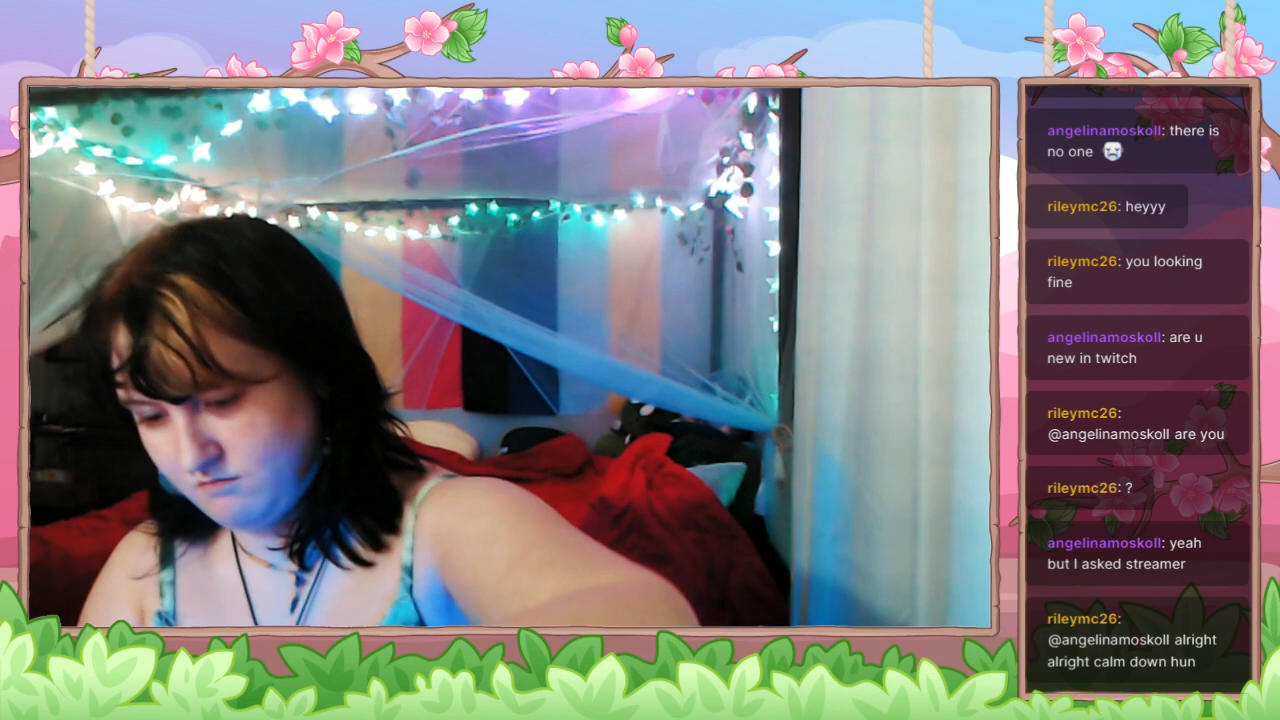 angelinamoskoll: there is
no one
rileymc26: heyyy
rileymc26: you looking
fine
angelinamoskoll: are u
new in twitch
rileymc26:
@angelinamoskoll are you
rileymc26: ?
angelinamoskoll: yeah
but I asked streamer
rileymc26:
@angelinamoskoll alright
alright calm down hun